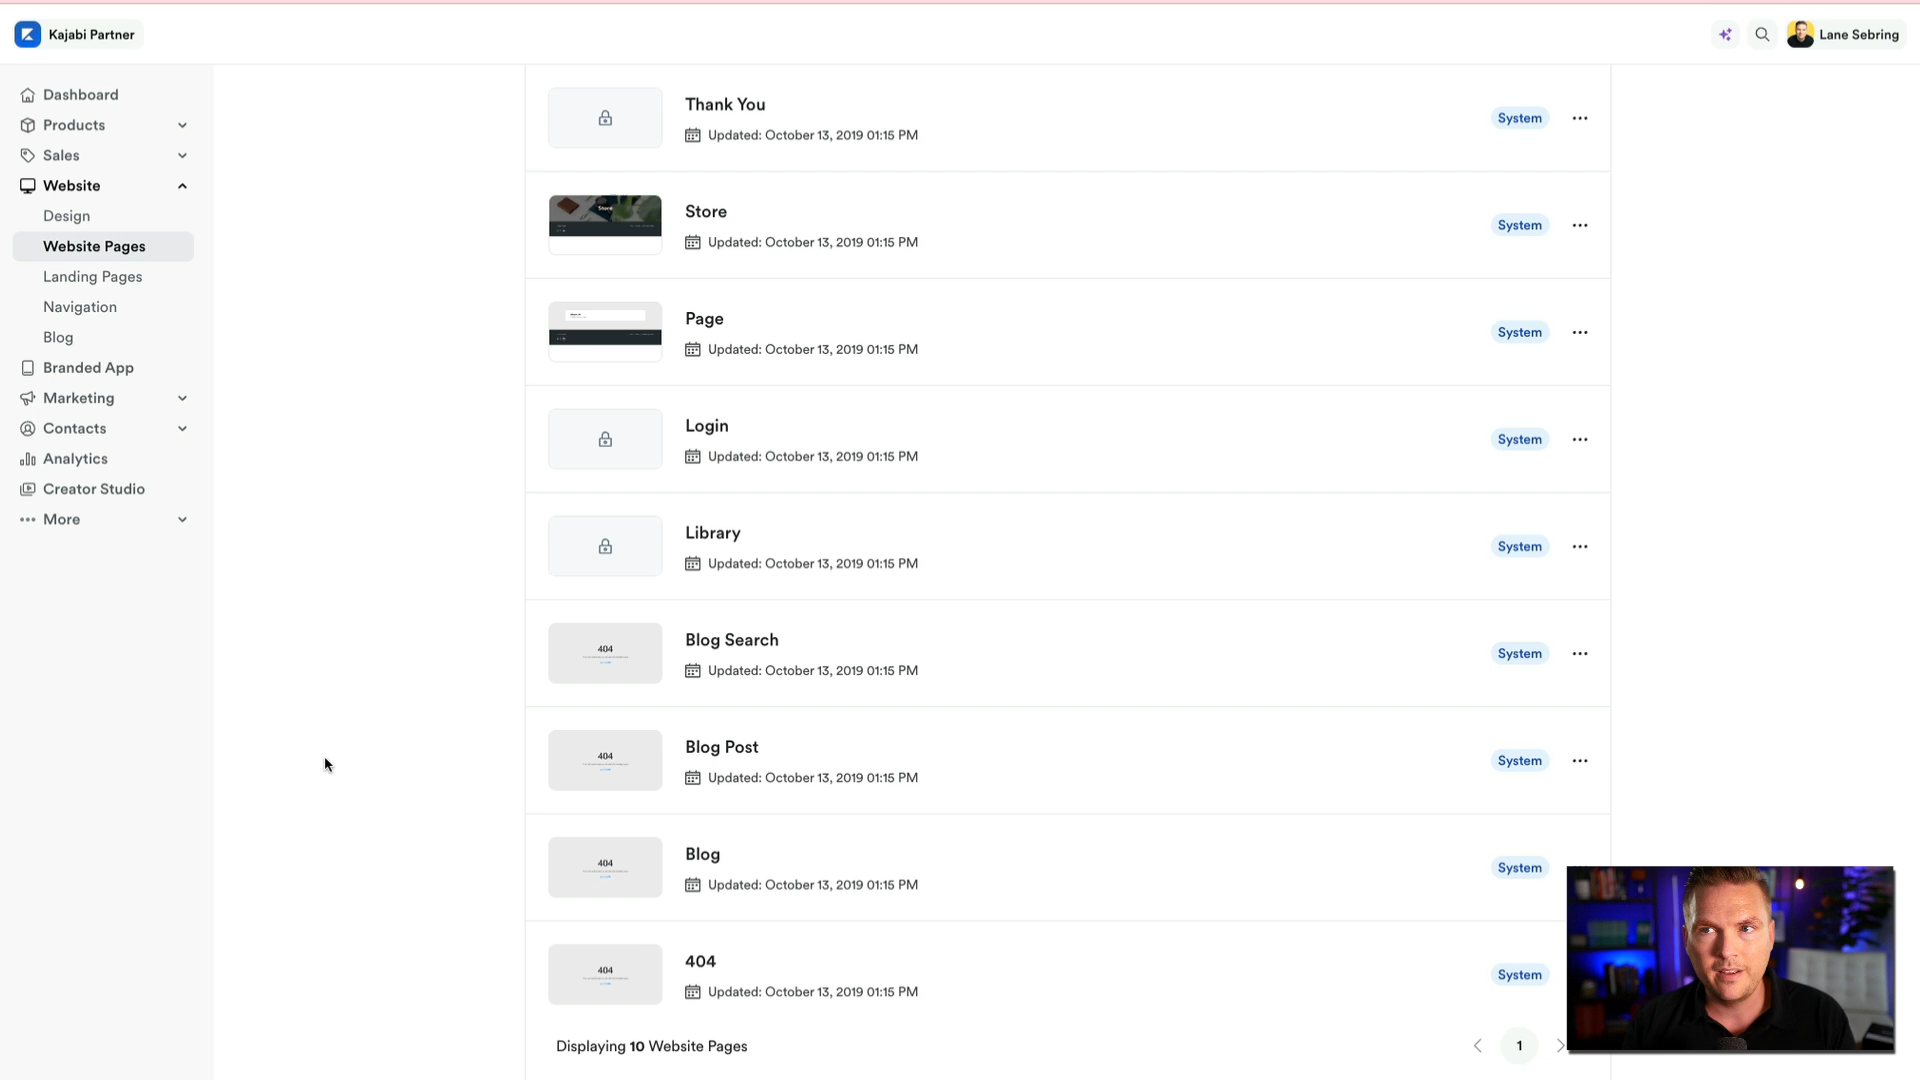 Kajabi Partner
Lane Sebring
Dashboard
Products
Sales
Website
Design
Website Pages
Landing Pages
Navigation
Blog
Branded App
Marketing
Contacts
Analytics
Creator Studio
More
Thank You
Updated: October 13, 2019 01:15 PM
System
Store
Store
Updated: October 13, 2019 01:15 PM
System
Page
Updated: October 13, 2019 01:15 PM
System
Login
Updated: October 13, 2019 01:15 PM
System
Library
Updated: October 13, 2019 01:15 PM
System
404
Blog Search
Updated: October 13, 2019 01:15 PM
System
404
Blog Post
Updated: October 13, 2019 01:15 PM
System
404
Blog
Updated: October 13, 2019 01:15 PM
System
404
404
Updated: October 13, 2019 01:15 PM
System
Displaying 10 Website Pages
1